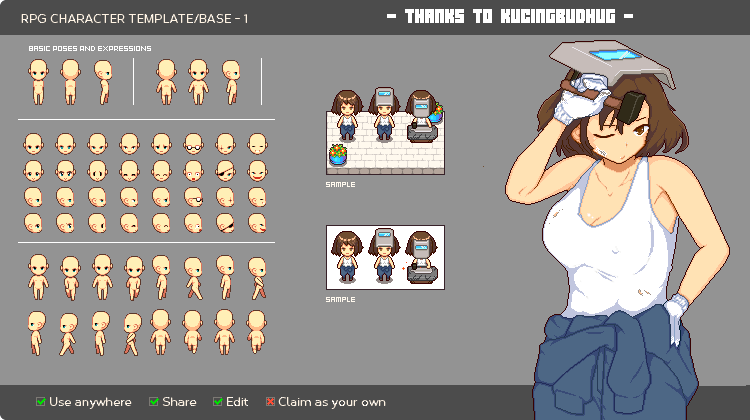 RPG CHARACTER TEMPLATE/BASE - 1
- THANKS TO KUCINGBUDHUG -
BASIC POSES AND EXPRESSIONS
SAMPLE
SAMPLE
Use anywhere Share Edit Claim as your own